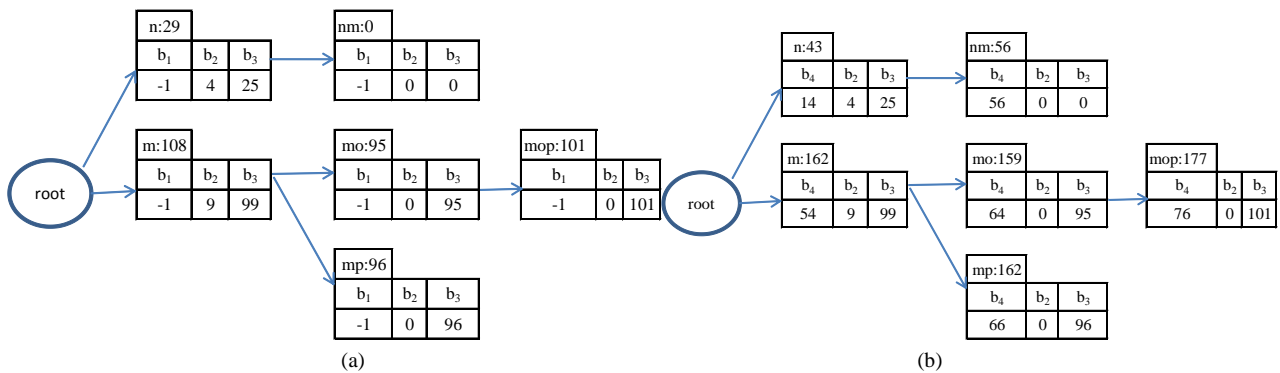 n:29
b₁ b₂ b₃
-1 4 25
nm:0
b₁ b₂ b₃
-1 0 0
root
m:108
b₁ b₂ b₃
-1 9 99
mo:95
b₁ b₂ b₃
-1 0 95
mop:101
b₁ b₂ b₃
-1 0 101
mp:96
b₁ b₂ b₃
-1 0 96
(a)
n:43
b₄ b₂ b₃
14 4 25
nm:56
b₄ b₂ b₃
56 0 0
root
m:162
b₄ b₂ b₃
54 9 99
mo:159
b₄ b₂ b₃
64 0 95
mop:177
b₄ b₂ b₃
76 0 101
mp:162
b₄ b₂ b₃
66 0 96
(b)